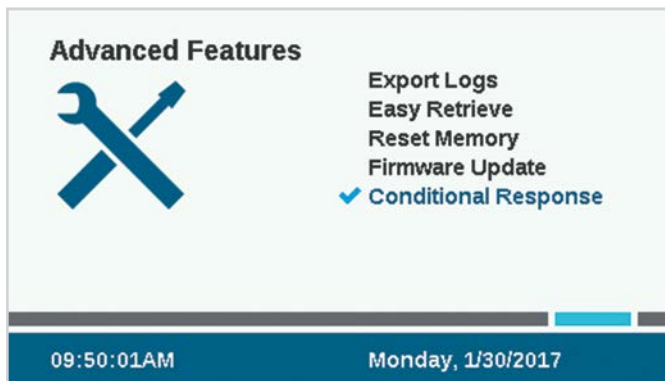 Advanced Features
Export Logs
Easy Retrieve
Reset Memory
Firmware Update
Conditional Response
09:50:01AM
Monday, 1/30/2017